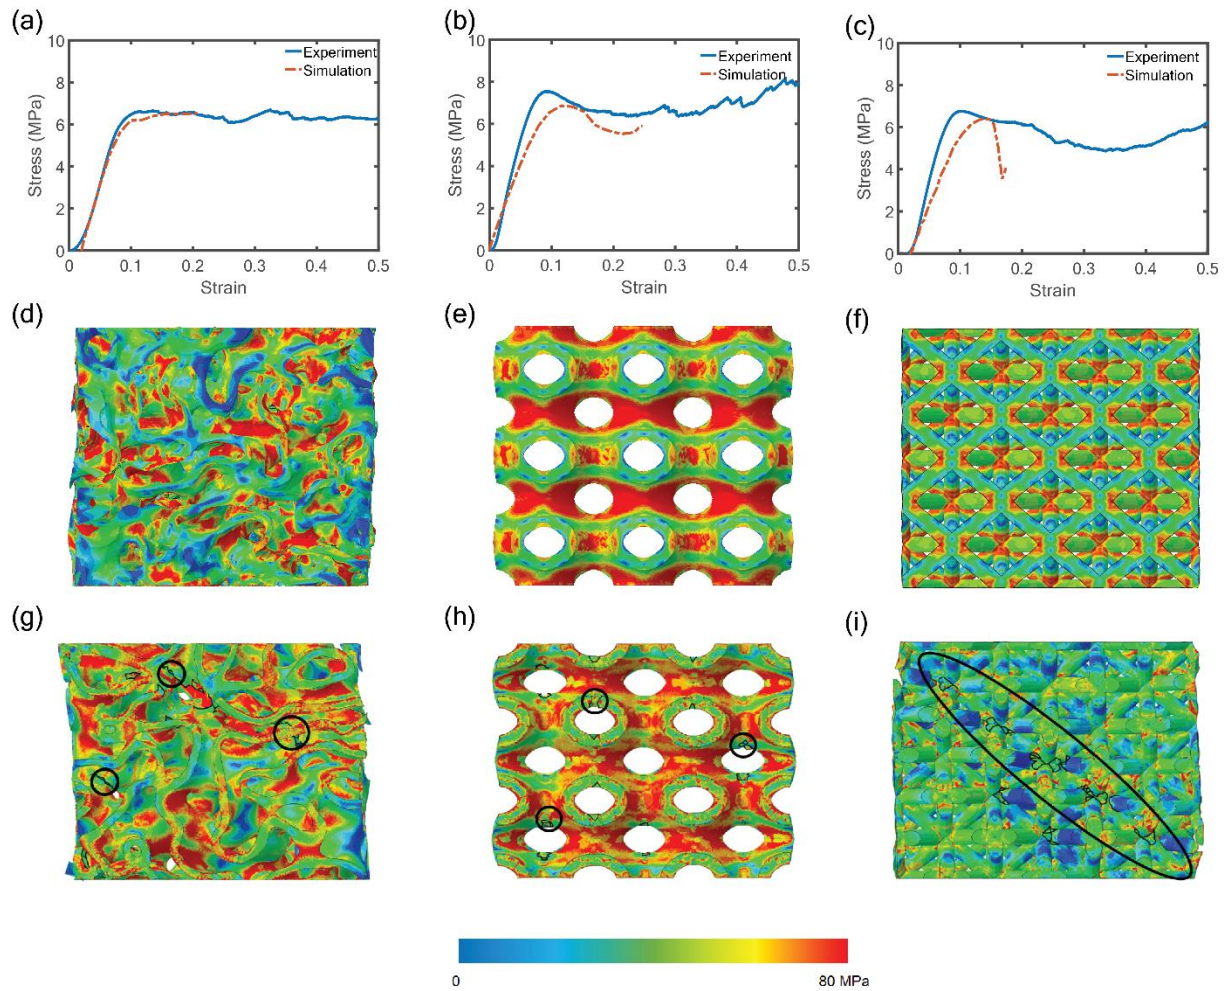 (a)
10
8
6
4
2
0
Stress (MPa)
Experiment
Simulation
0 0.1 0.2 0.3 0.4 0.5
Strain
(b)
10
8
6
4
2
0
Stress (MPa)
Experiment
Simulation
0 0.1 0.2 0.3 0.4 0.5
Strain
(c)
10
8
6
4
2
0
Stress (MPa)
Experiment
Simulation
0 0.1 0.2 0.3 0.4 0.5
Strain
(d)
(e)
(f)
(g)
(h)
(i)
0
80 MPa